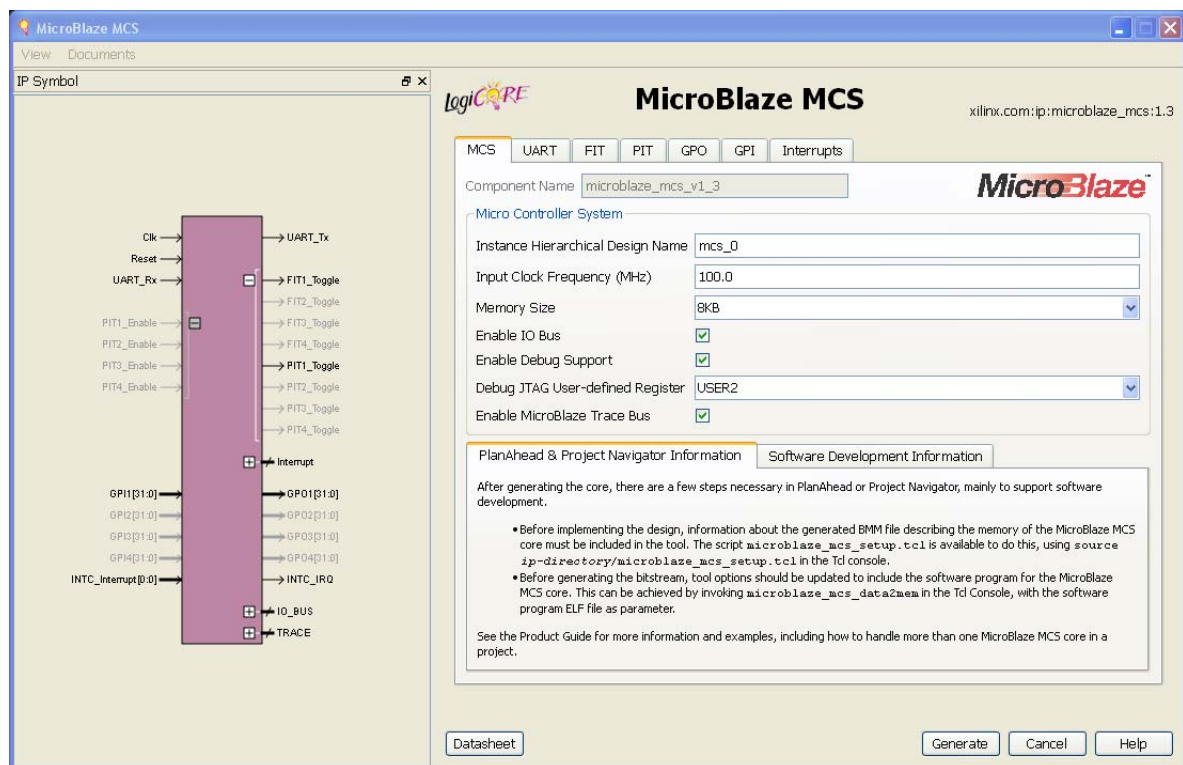 MicroBlaze MCS
View Documents
IP Symbol
Clk
Reset
UART_Rx
PIT1_Enable
PIT2_Enable
PIT3_Enable
PIT4_Enable
GPI1[31:0]
GPI2[31:0]
GPI3[31:0]
GPI4[31:0]
INTC_Interrupt[0:0]
UART_Tx
FIT1_Toggle
FIT2_Toggle
FIT3_Toggle
FIT4_Toggle
PIT1_Toggle
PIT2_Toggle
PIT3_Toggle
PIT4_Toggle
Interrupt
GPO1[31:0]
GPO2[31:0]
GPO3[31:0]
GPO4[31:0]
INTC_IRQ
IO_BUS
TRACE
LogiCORE
MicroBlaze MCS
xilinx.com:ip:microblaze_mcs:1.3
MCS UART FIT PIT GPO GPI Interrupts
Component Name microblaze_mcs_v1_3
MicroBlaze™
Micro Controller System
Instance Hierarchical Design Name mcs_0
Input Clock Frequency (MHz) 100.0
Memory Size 8KB
Enable IO Bus
Enable Debug Support
Debug JTAG User-defined Register USER2
Enable MicroBlaze Trace Bus
PlanAhead & Project Navigator Information Software Development Information
After generating the core, there are a few steps necessary in PlanAhead or Project Navigator, mainly to support software
development.
• Before implementing the design, information about the generated BMM file describing the memory of the MicroBlaze MCS
core must be included in the tool. The script microblaze_mcs_setup.tcl is available to do this, using source
ip-directory/microblaze_mcs_setup.tcl in the Tcl console.
• Before generating the bitstream, tool options should be updated to include the software program for the MicroBlaze
MCS core. This can be achieved by invoking microblaze_mcs_data2mem in the Tcl Console, with the software
program ELF file as parameter.
See the Product Guide for more information and examples, including how to handle more than one MicroBlaze MCS core in a
project.
Datasheet Generate Cancel Help